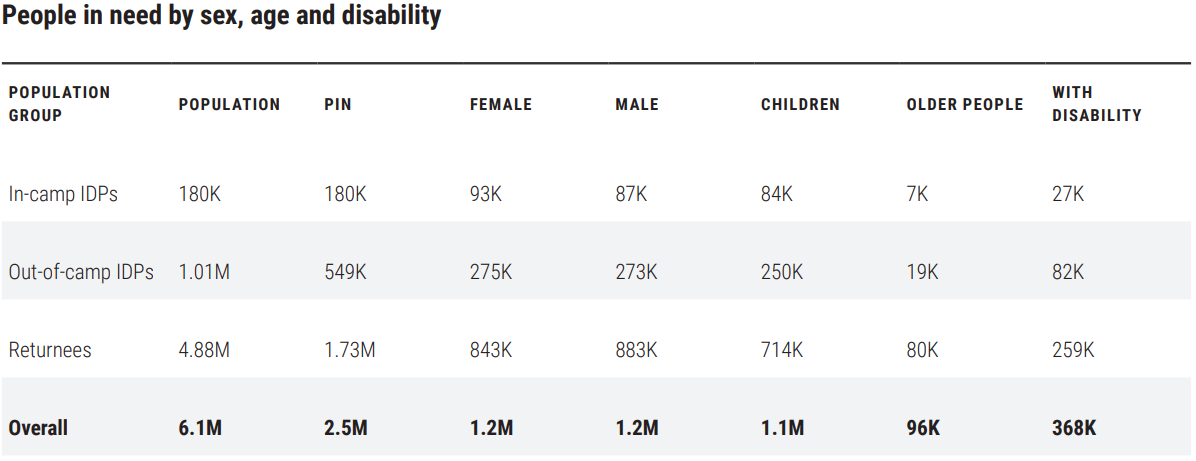 People in need by sex, age and disability
POPULATION GROUP POPULATION PIN FEMALE MALE CHILDREN OLDER PEOPLE WITH DISABILITY
In-camp IDPs 180K 180K 93K 87K 84K 7K 27K
Out-of-camp IDPs 1.01M 549K 275K 273K 250K 19K 82K
Returnees 4.88M 1.73M 843K 883K 714K 80K 259K
Overall 6.1M 2.5M 1.2M 1.2M 1.1M 96K 368K